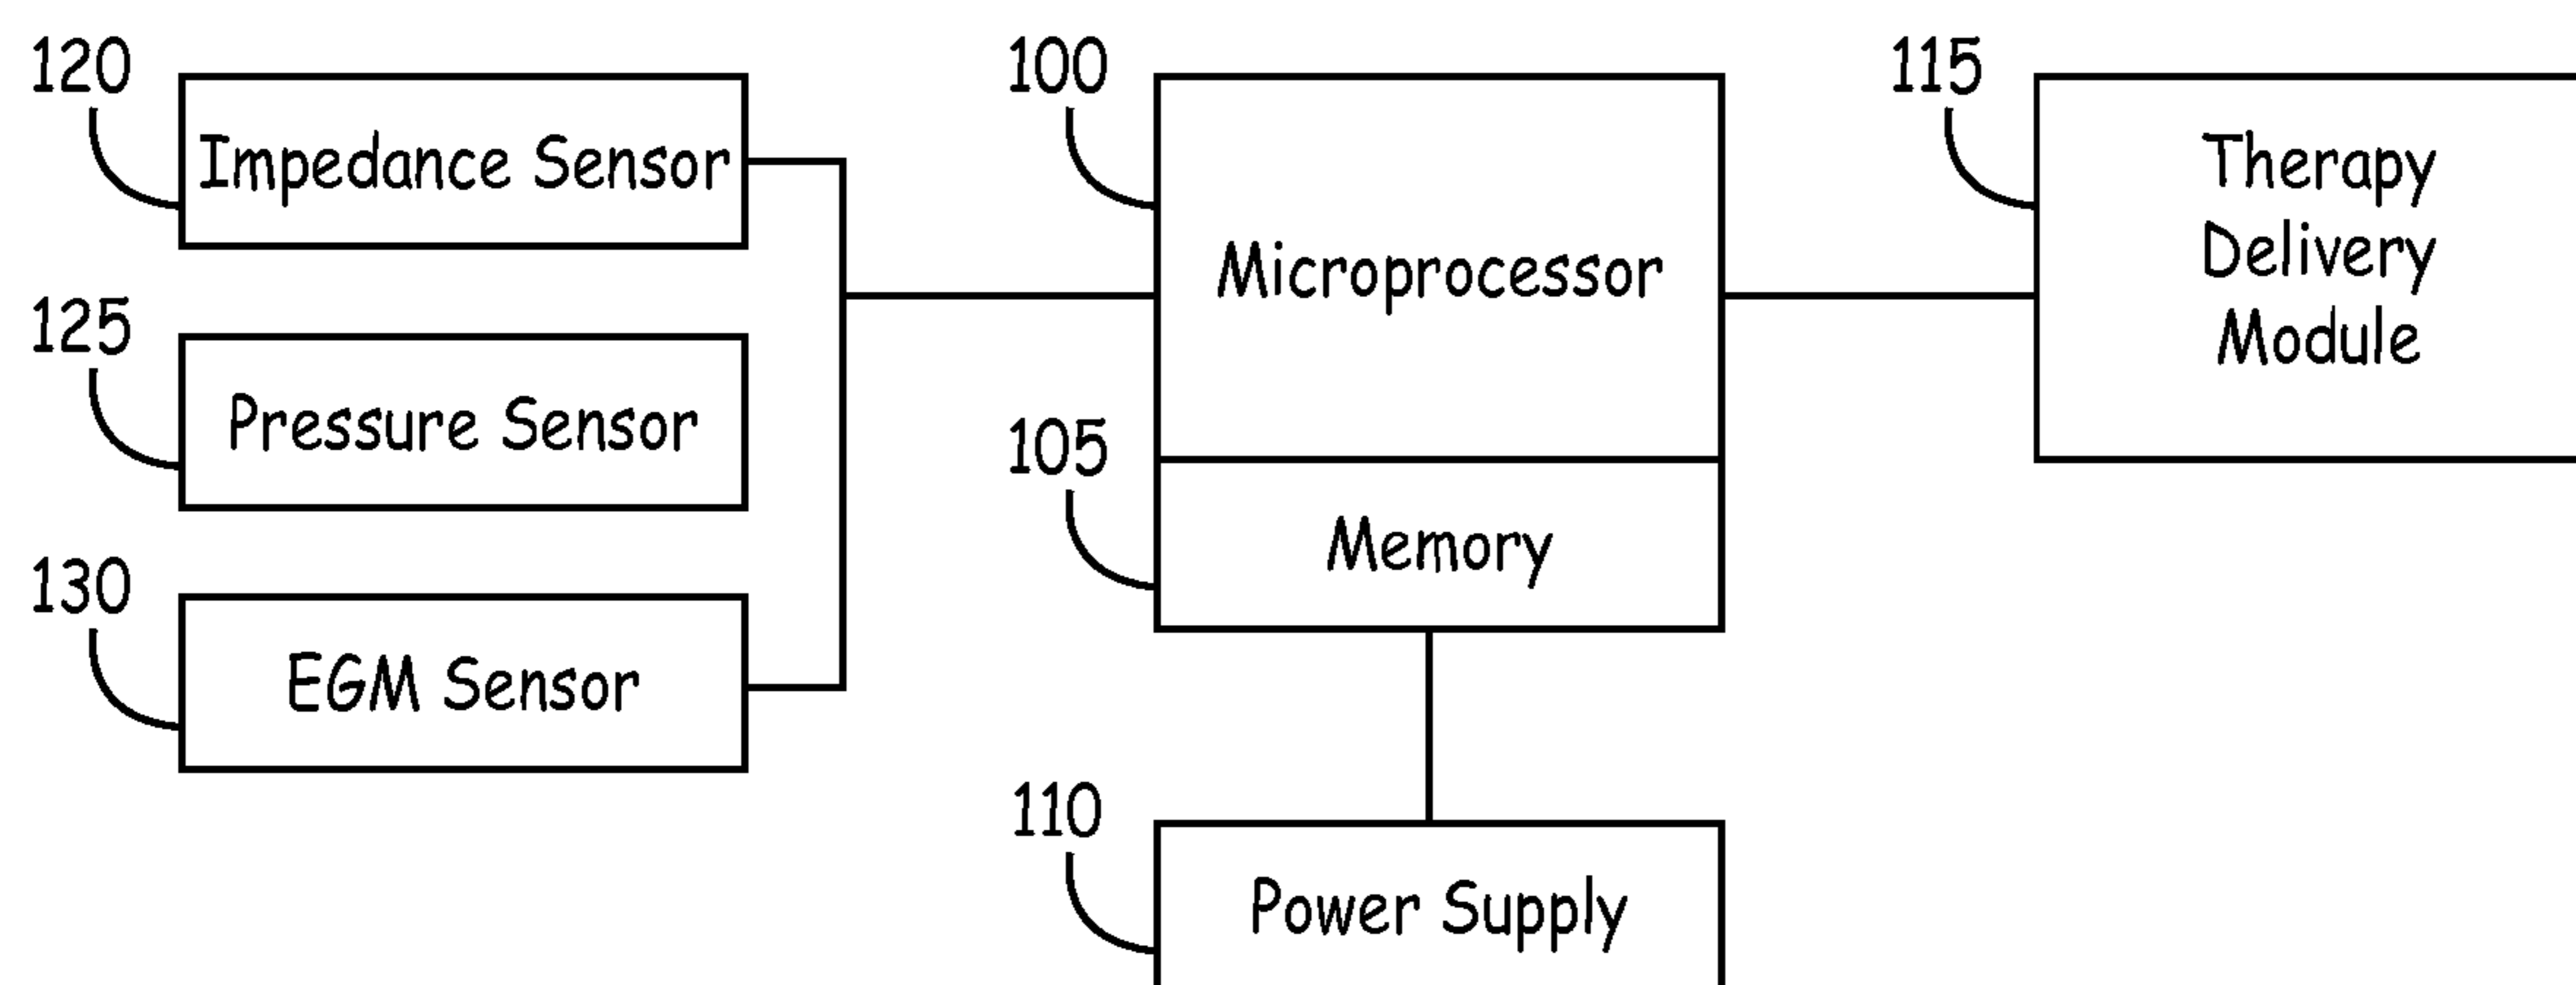 120
Impedance Sensor
125
Pressure Sensor
130
EGM Sensor
100
Microprocessor
105
Memory
110
Power Supply
115
Therapy
Delivery
Module